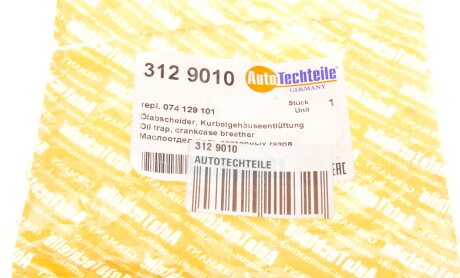 312 9010 AutoTechteile
GERMANY
repl. 074 129 101 Stück 1
Unit
Ölabscheider, Kurbelgehäuseentlüftung
Oil trap, crankcase breather
312 9010
AUTOTECHTEILE
EAC